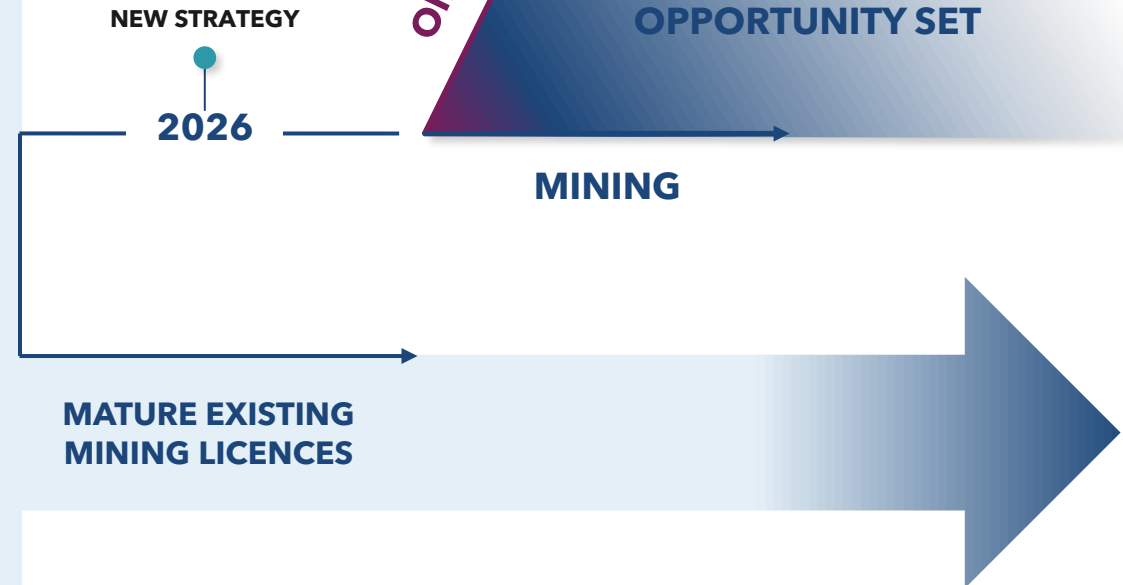 NEW STRATEGY
OPPORTUNITY SET
2026
MINING
MATURE EXISTING
MINING LICENCES